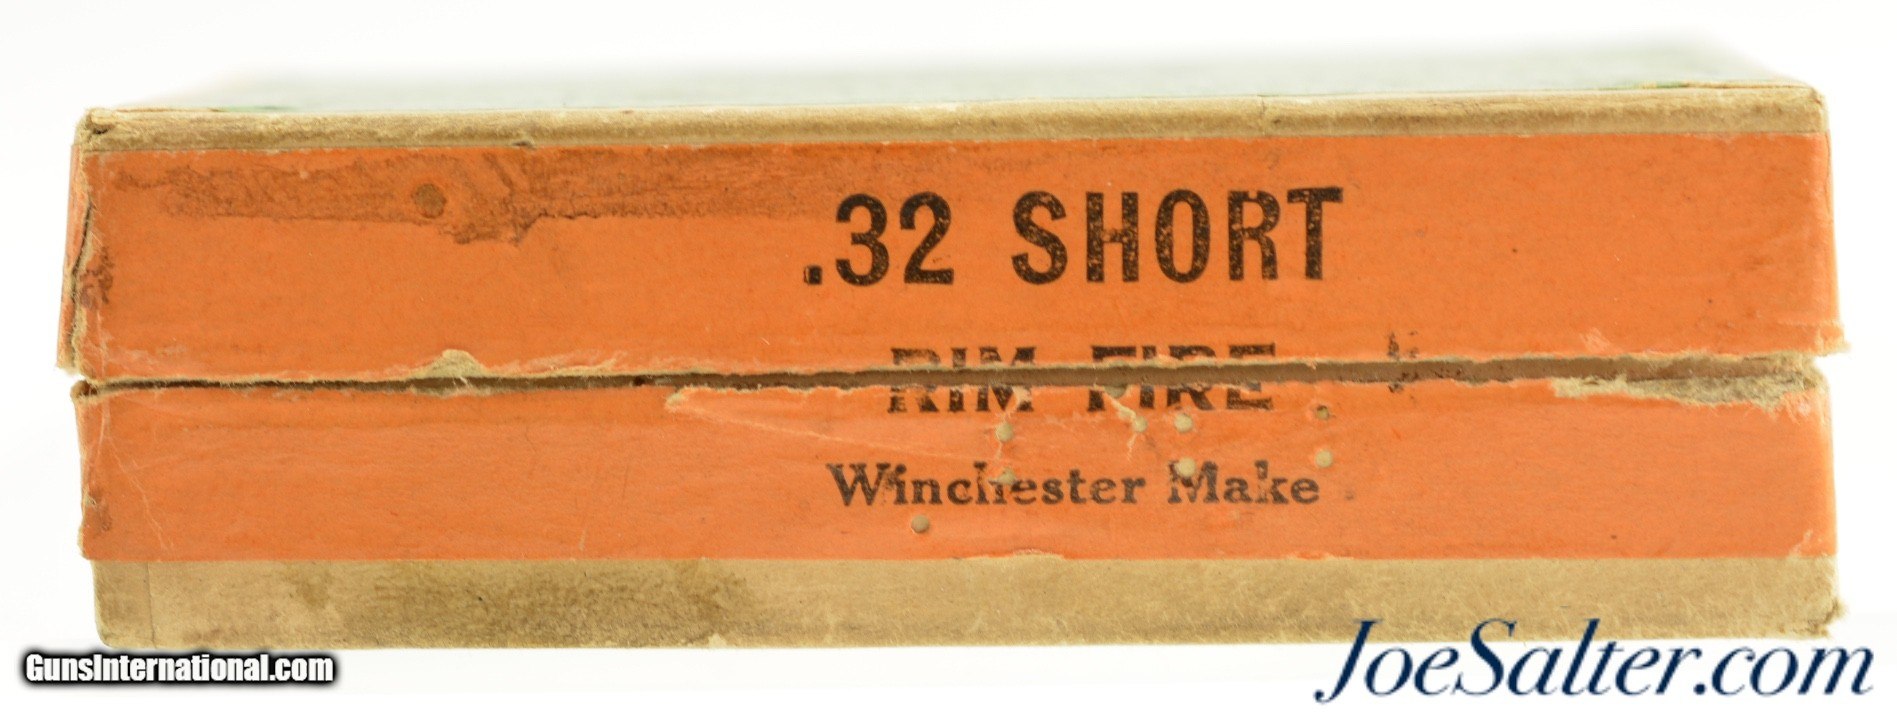 .32 SHORT
RIM FIRE
Winchester Make
GunsInternational.com
JoeSalter.com